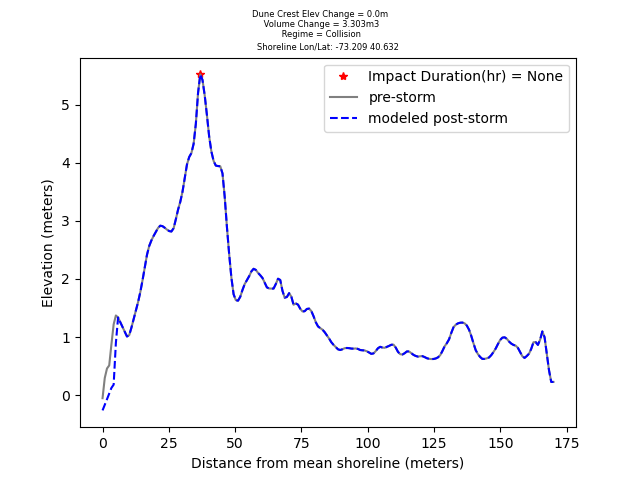 Dune Crest Elev Change = 0.0m
Volume Change = 3.303m3
Regime = Collision
Shoreline Lon/Lat: -73.209 40.632
Impact Duration(hr) = None
pre-storm
modeled post-storm
Elevation (meters)
5
4
3
2
1
0
0 25 50 75 100 125 150 175
Distance from mean shoreline (meters)